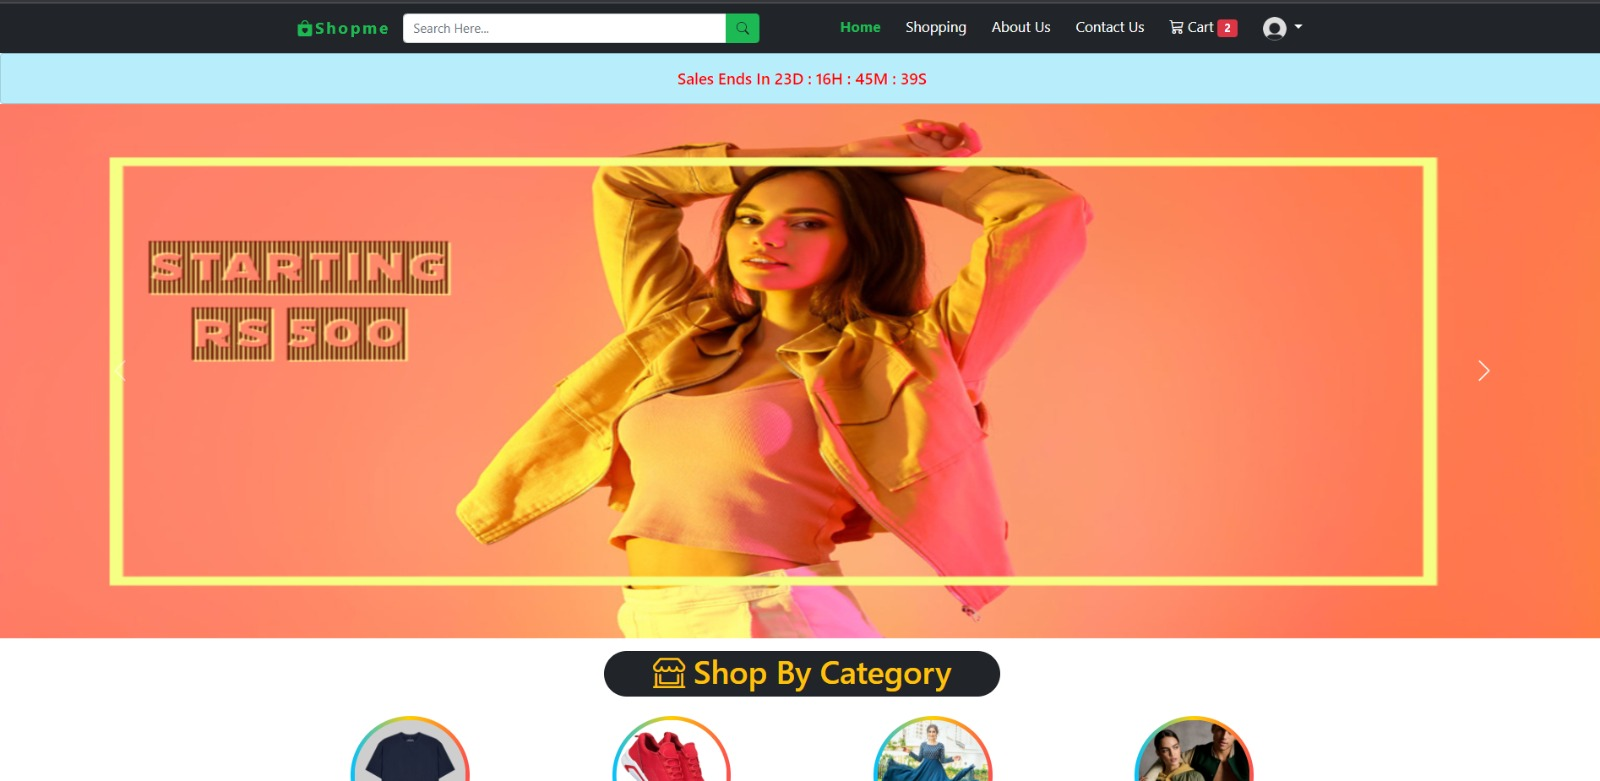 Shopme
Search Here...
Home
Shopping
About Us
Contact Us
Cart 2
Sales Ends In 23D : 16H : 45M : 39S
STARTING
RS 500
Shop By Category